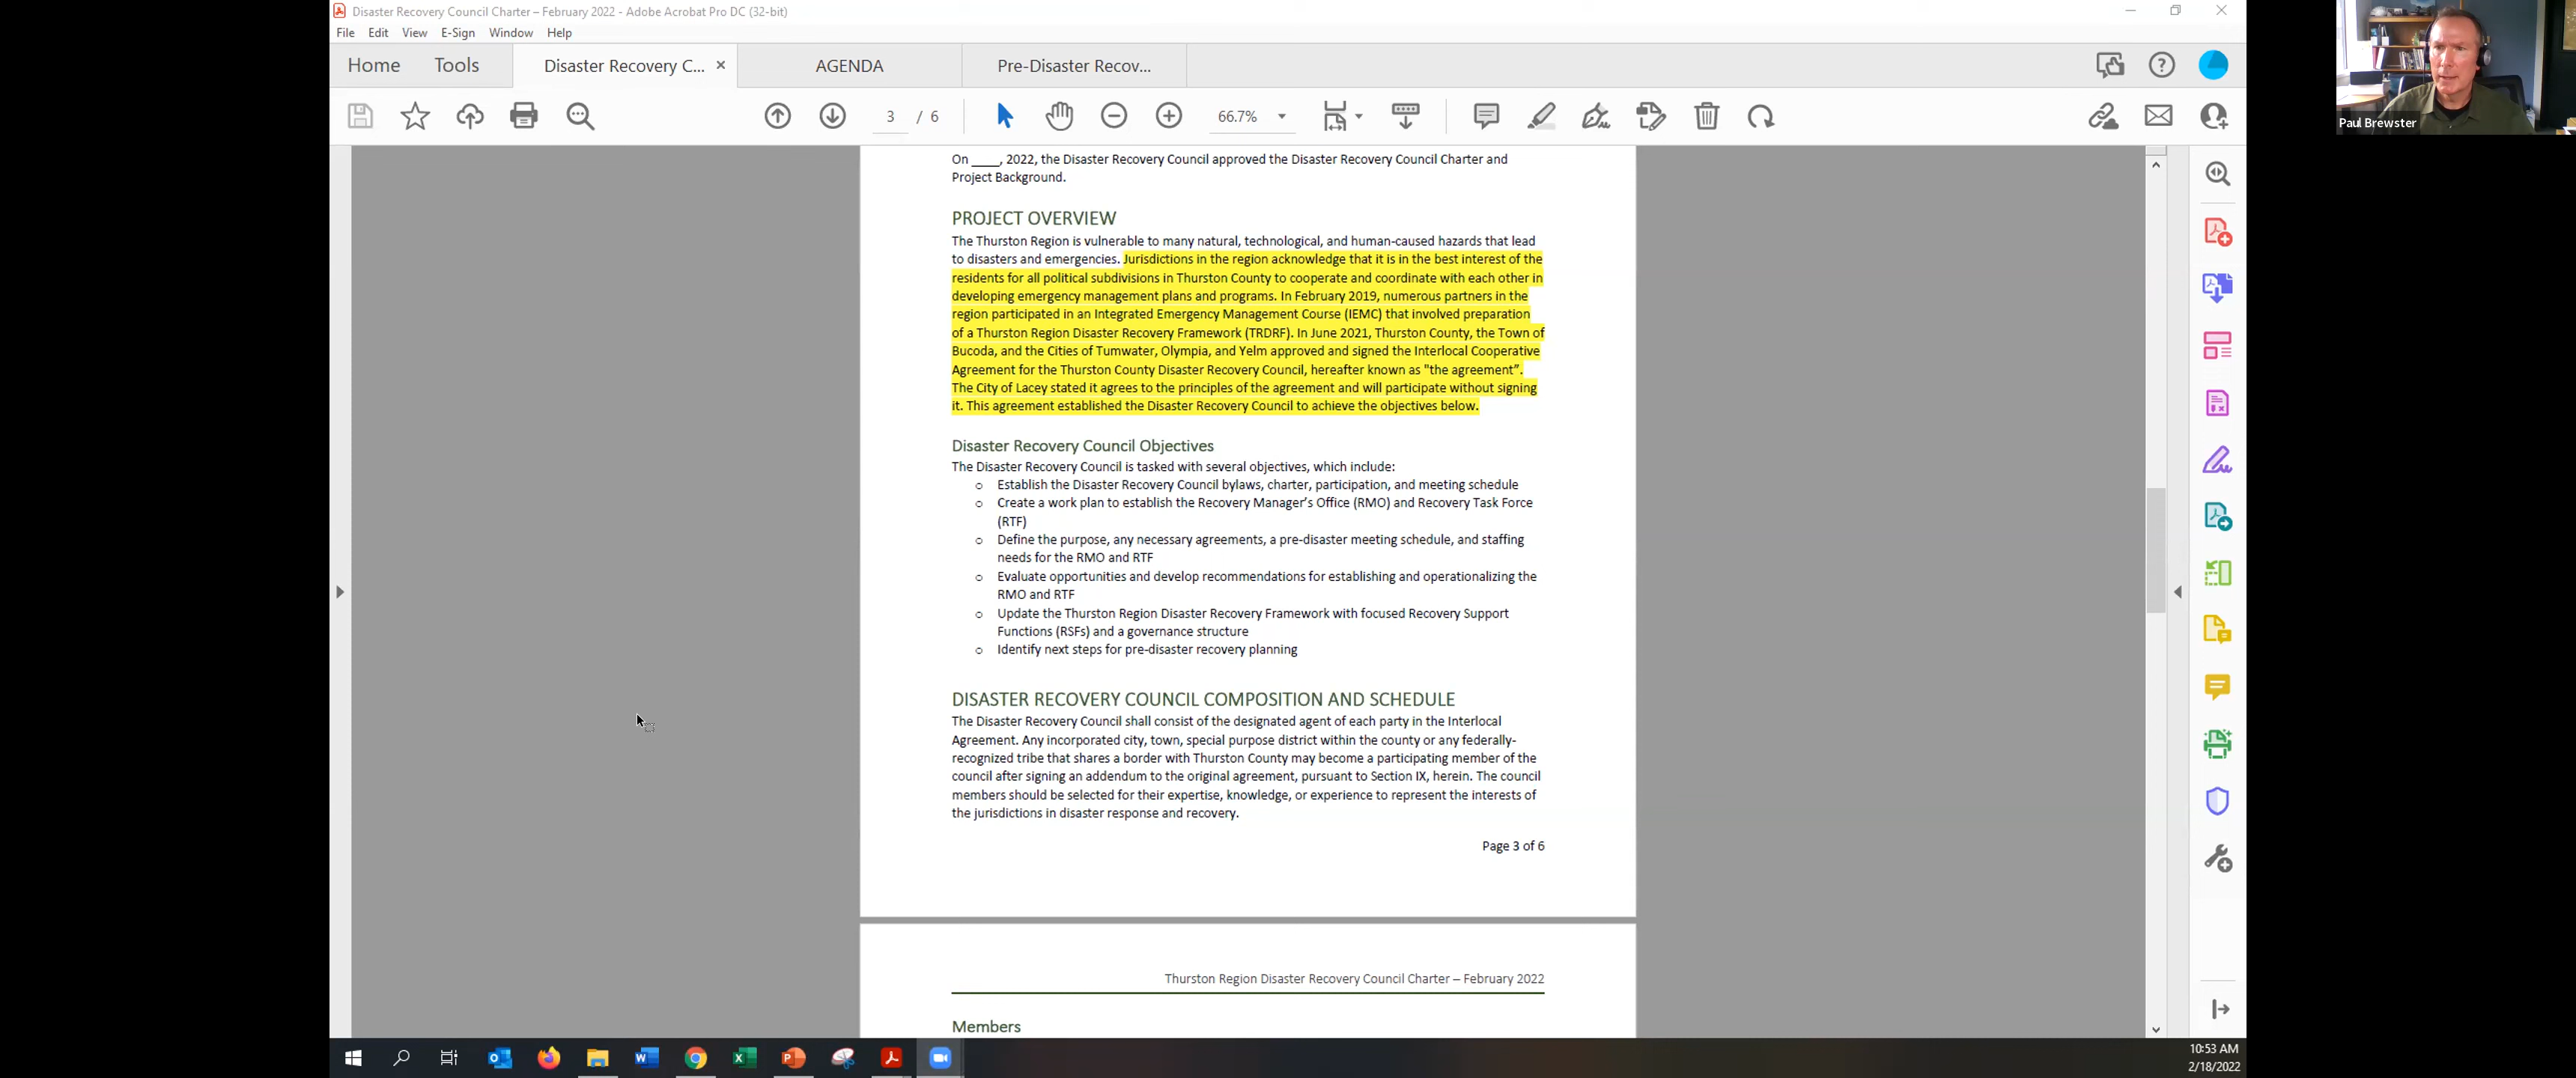 Disaster Recovery Council Charter – February 2022 - Adobe Acrobat Pro DC (32-bit)
File Edit View E-Sign Window Help
Home Tools Disaster Recovery C... × AGENDA Pre-Disaster Recov...
3 / 6 66.7%
Paul Brewster
On ____, 2022, the Disaster Recovery Council approved the Disaster Recovery Council Charter and
Project Background.
PROJECT OVERVIEW
The Thurston Region is vulnerable to many natural, technological, and human-caused hazards that lead
to disasters and emergencies. Jurisdictions in the region acknowledge that it is in the best interest of the
residents for all political subdivisions in Thurston County to cooperate and coordinate with each other in
developing emergency management plans and programs. In February 2019, numerous partners in the
region participated in an Integrated Emergency Management Course (IEMC) that involved preparation
of a Thurston Region Disaster Recovery Framework (TRDRF). In June 2021, Thurston County, the Town of
Bucoda, and the Cities of Tumwater, Olympia, and Yelm approved and signed the Interlocal Cooperative
Agreement for the Thurston County Disaster Recovery Council, hereafter known as "the agreement”.
The City of Lacey stated it agrees to the principles of the agreement and will participate without signing
it. This agreement established the Disaster Recovery Council to achieve the objectives below.
Disaster Recovery Council Objectives
The Disaster Recovery Council is tasked with several objectives, which include:
o Establish the Disaster Recovery Council bylaws, charter, participation, and meeting schedule
o Create a work plan to establish the Recovery Manager’s Office (RMO) and Recovery Task Force
(RTF)
o Define the purpose, any necessary agreements, a pre-disaster meeting schedule, and staffing
needs for the RMO and RTF
o Evaluate opportunities and develop recommendations for establishing and operationalizing the
RMO and RTF
o Update the Thurston Region Disaster Recovery Framework with focused Recovery Support
Functions (RSFs) and a governance structure
o Identify next steps for pre-disaster recovery planning
DISASTER RECOVERY COUNCIL COMPOSITION AND SCHEDULE
The Disaster Recovery Council shall consist of the designated agent of each party in the Interlocal
Agreement. Any incorporated city, town, special purpose district within the county or any federally-
recognized tribe that shares a border with Thurston County may become a participating member of the
council after signing an addendum to the original agreement, pursuant to Section IX, herein. The council
members should be selected for their expertise, knowledge, or experience to represent the interests of
the jurisdictions in disaster response and recovery.
Page 3 of 6
Thurston Region Disaster Recovery Council Charter – February 2022
Members
10:53 AM
2/18/2022